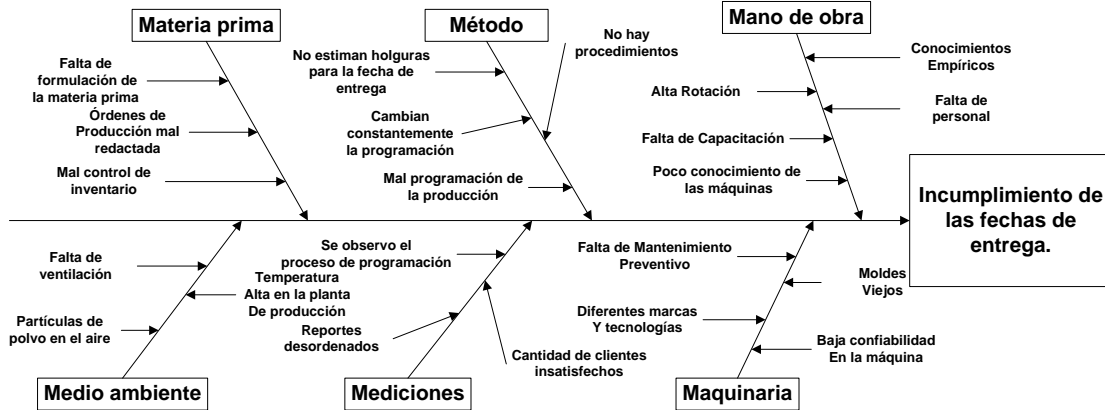 Materia prima
Falta de
formulación de
la materia prima
Órdenes de
Producción mal
redactada
Mal control de
inventario
Método
No estiman holguras
para la fecha de
entrega
No hay
procedimientos
Cambian
constantemente
la programación
Mal programación de
la producción
Mano de obra
Conocimientos
Empíricos
Alta Rotación
Falta de
personal
Falta de Capacitación
Poco conocimiento de
las máquinas
Incumplimiento de
las fechas de
entrega.
Falta de
ventilación
Temperatura
Alta en la planta
De producción
Partículas de
polvo en el aire
Medio ambiente
Se observo el
proceso de programación
Reportes
desordenados
Cantidad de clientes
insatisfechos
Mediciones
Falta de Mantenimiento
Preventivo
Moldes
Viejos
Diferentes marcas
Y tecnologías
Baja confiabilidad
En la máquina
Maquinaria